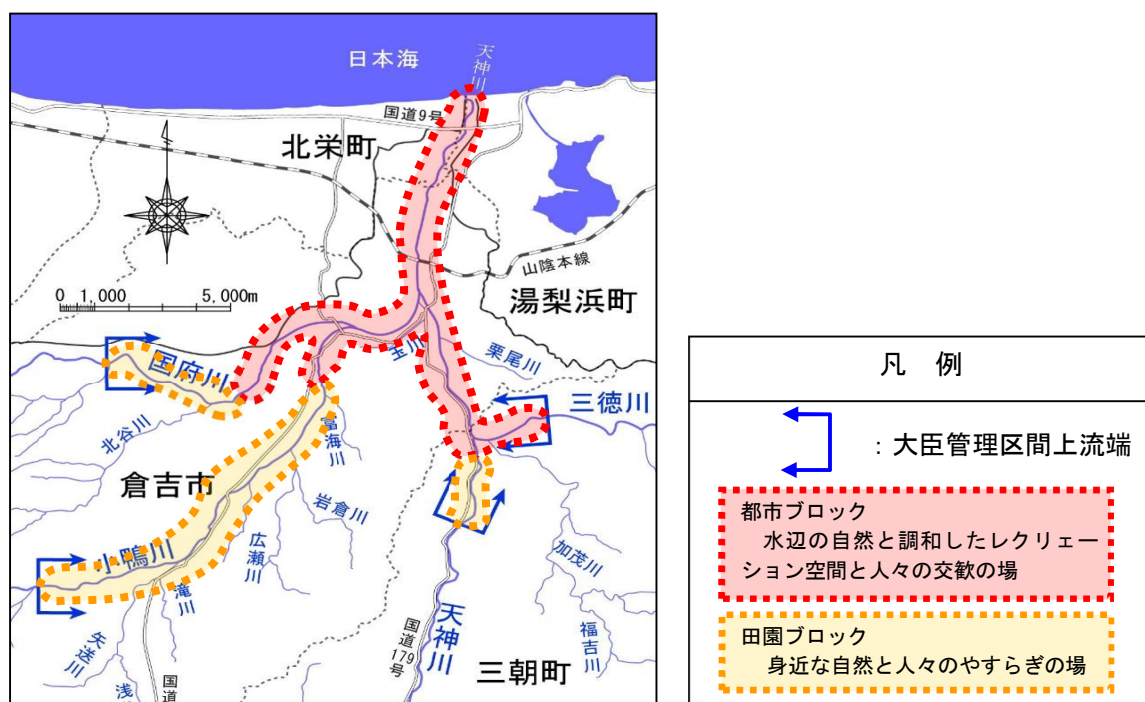 日本海
天神川
国道9号
北栄町
山陰本線
0 1,000 5,000m
湯梨浜町
玉川
栗尾川
国府川
三徳川
北谷川
富海川
倉吉市
岩倉川
広瀬川
小鴨川
滝川
加茂川
矢送川
天神川
国道179号
福吉川
三朝町
浅
国道
凡 例
：大臣管理区間上流端
都市ブロック
水辺の自然と調和したレクリェー
ション空間と人々の交歓の場
田園ブロック
身近な自然と人々のやすらぎの場